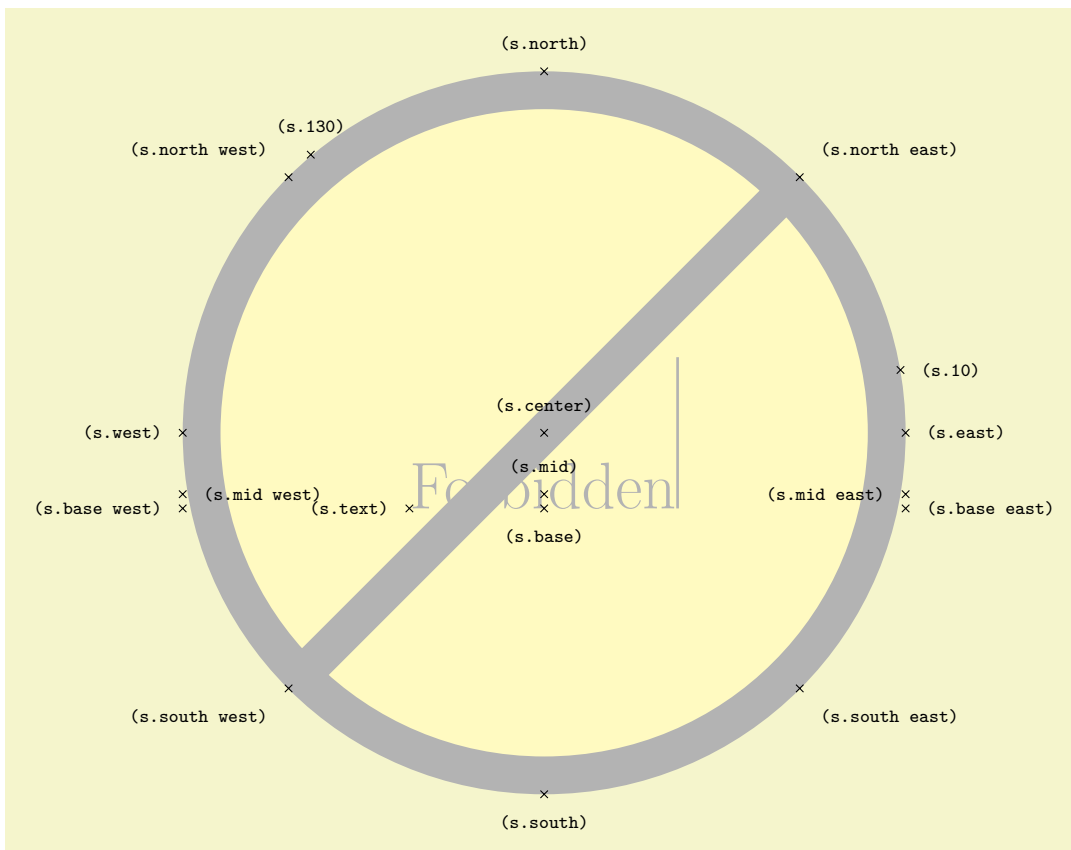 (s.north)
(s.130)
(s.north west)
(s.north east)
(s.10)
(s.center)
(s.west)
(s.east)
(s.mid)
Forbidden
(s.mid west)
(s.mid east)
(s.base west)
(s.text)
(s.base east)
(s.base)
(s.south west)
(s.south east)
(s.south)